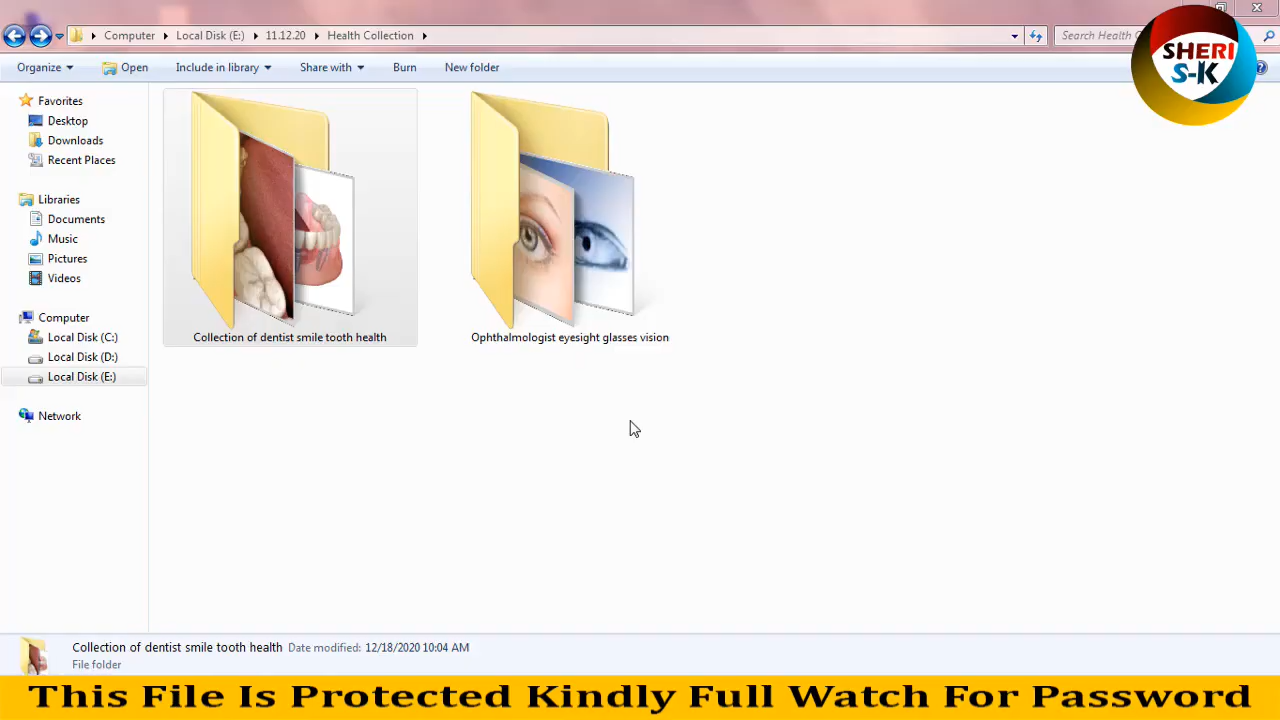 Computer Local Disk (E:) 11.12.20 Health Collection
Search Health C
SHERI
S-K
Organize Open Include in library Share with Burn New folder
Favorites
Desktop
Downloads
Recent Places
Libraries
Documents
Music
Pictures
Videos
Computer
Local Disk (C:)
Local Disk (D:)
Local Disk (E:)
Network
Collection of dentist smile tooth health
Ophthalmologist eyesight glasses vision
Collection of dentist smile tooth health Date modified: 12/18/2020 10:04 AM
File folder
This File Is Protected Kindly Full Watch For Password